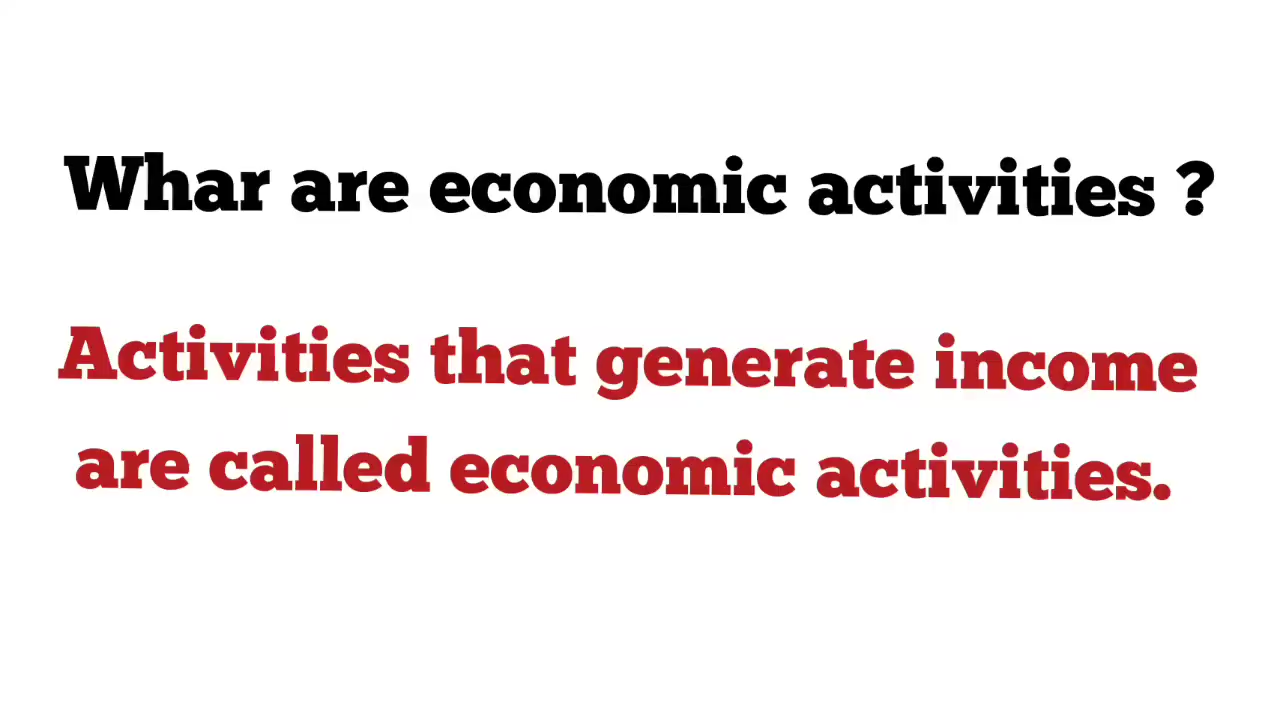 Whar are economic activities ?
Activities that generate income
are called economic activities.